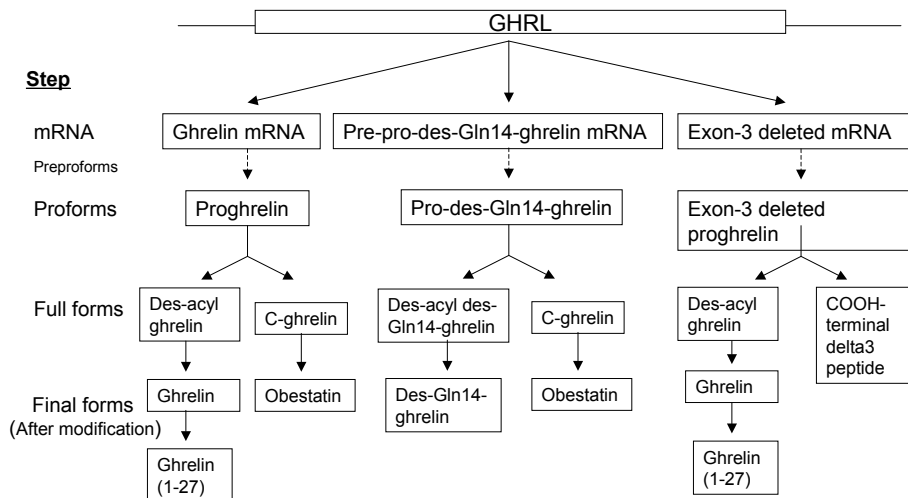 GHRL
Step
mRNA
Ghrelin mRNA
Pre-pro-des-Gln14-ghrelin mRNA
Exon-3 deleted mRNA
Preproforms
Proforms
Proghrelin
Pro-des-Gln14-ghrelin
Exon-3 deleted
proghrelin
Full forms
Des-acyl
ghrelin
C-ghrelin
Des-acyl des-
Gln14-ghrelin
C-ghrelin
Des-acyl
ghrelin
COOH-
terminal
delta3
peptide
Final forms
(After modification)
Ghrelin
Obestatin
Des-Gln14-
ghrelin
Obestatin
Ghrelin
Ghrelin
(1-27)
Ghrelin
(1-27)